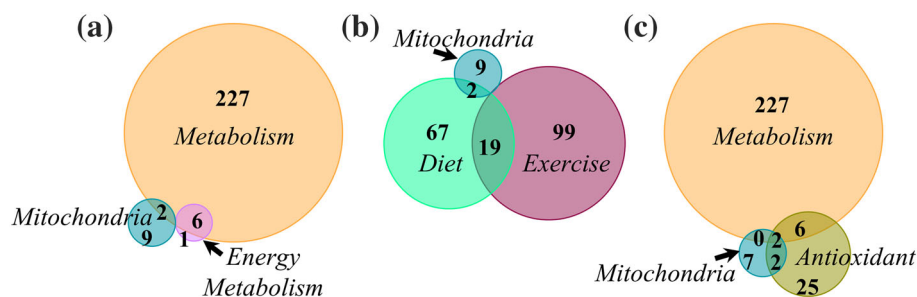 (a)
227
Metabolism
Mitochondria
2
9
6
1
Energy
Metabolism
(b)
Mitochondria
9
2
67
Diet
19
99
Exercise
(c)
227
Metabolism
0
2
6
7
2
Mitochondria
Antioxidant
25